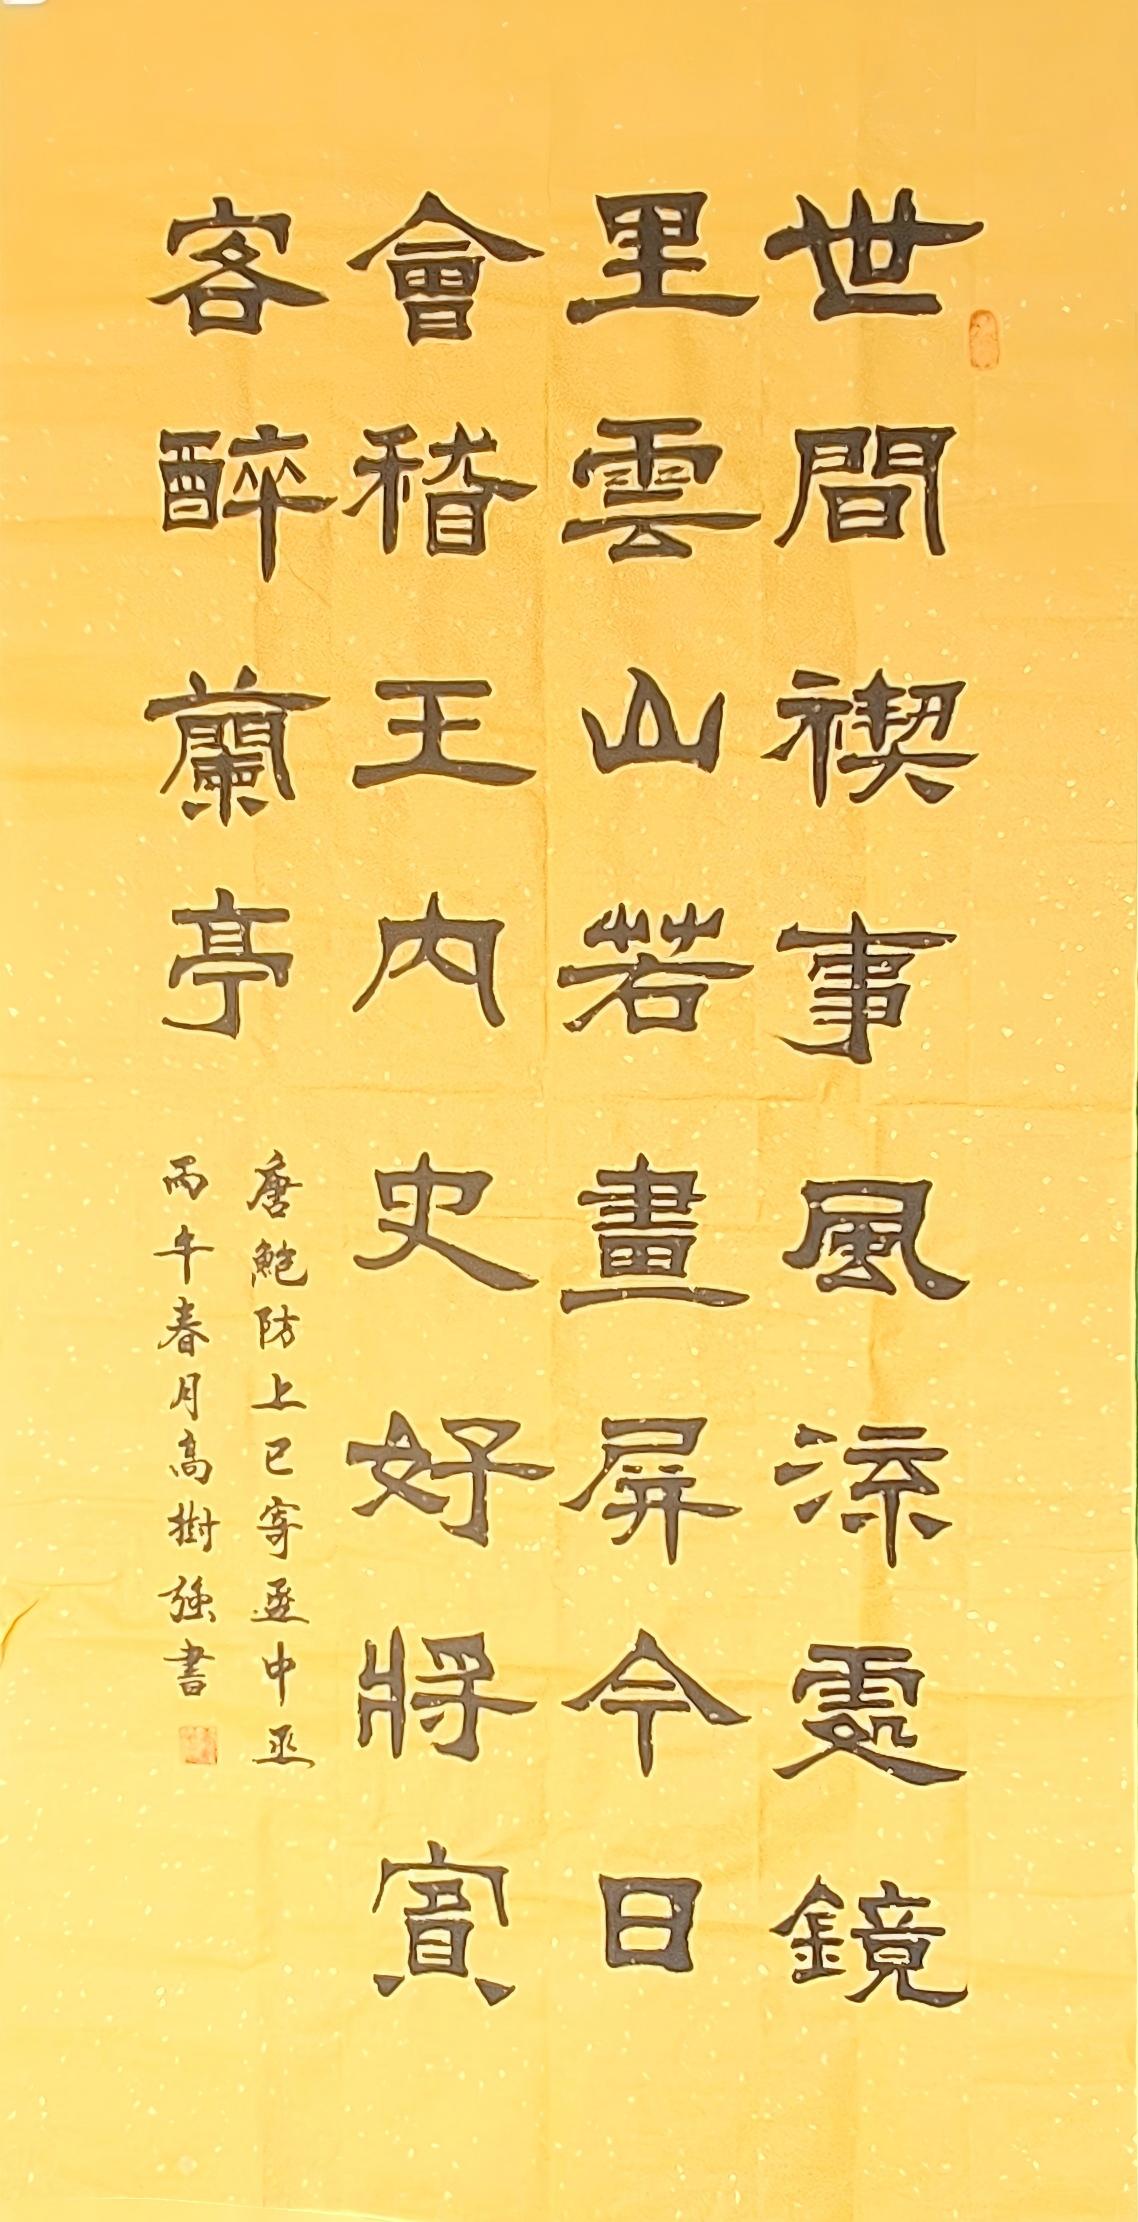 世間禊事風流處鏡
里雲山若畫屏今日
會稽王內史好將賓
客醉蘭亭
唐鮑防上巳寄孟中丞
丙午春月高樹強書